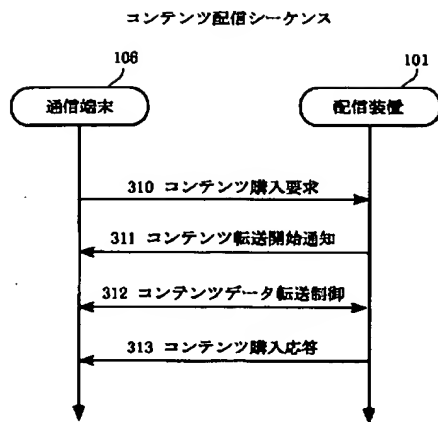 コンテンツ配信シーケンス
106
101
通信端末
配信装置
310 コンテンツ購入要求
311 コンテンツ転送開始通知
312 コンテンツデータ転送制御
313 コンテンツ購入応答